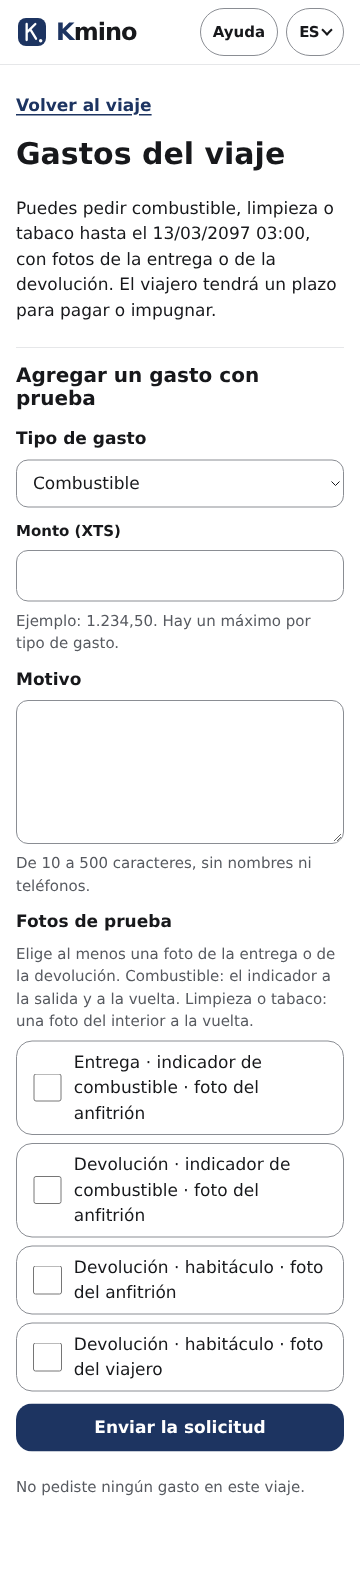 K. Kmino
Ayuda
ES
Volver al viaje
Gastos del viaje
Puedes pedir combustible, limpieza o
tabaco hasta el 13/03/2097 03:00,
con fotos de la entrega o de la
devolución. El viajero tendrá un plazo
para pagar o impugnar.
Agregar un gasto con
prueba
Tipo de gasto
Combustible
Monto (XTS)
Ejemplo: 1.234,50. Hay un máximo por
tipo de gasto.
Motivo
De 10 a 500 caracteres, sin nombres ni
teléfonos.
Fotos de prueba
Elige al menos una foto de la entrega o de
la devolución. Combustible: el indicador a
la salida y a la vuelta. Limpieza o tabaco:
una foto del interior a la vuelta.
Entrega · indicador de
combustible · foto del
anfitrión
Devolución · indicador de
combustible · foto del
anfitrión
Devolución · habitáculo · foto
del anfitrión
Devolución · habitáculo · foto
del viajero
Enviar la solicitud
No pediste ningún gasto en este viaje.